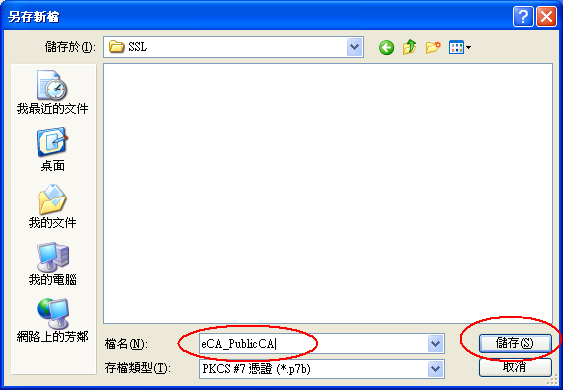 另存新檔
儲存於(I):
SSL
我最近的文件
桌面
我的文件
我的電腦
網路上的芳鄰
檔名(N):
eCA_PublicCA
儲存(S)
存檔類型(T):
PKCS #7 憑證 (*.p7b)
取消